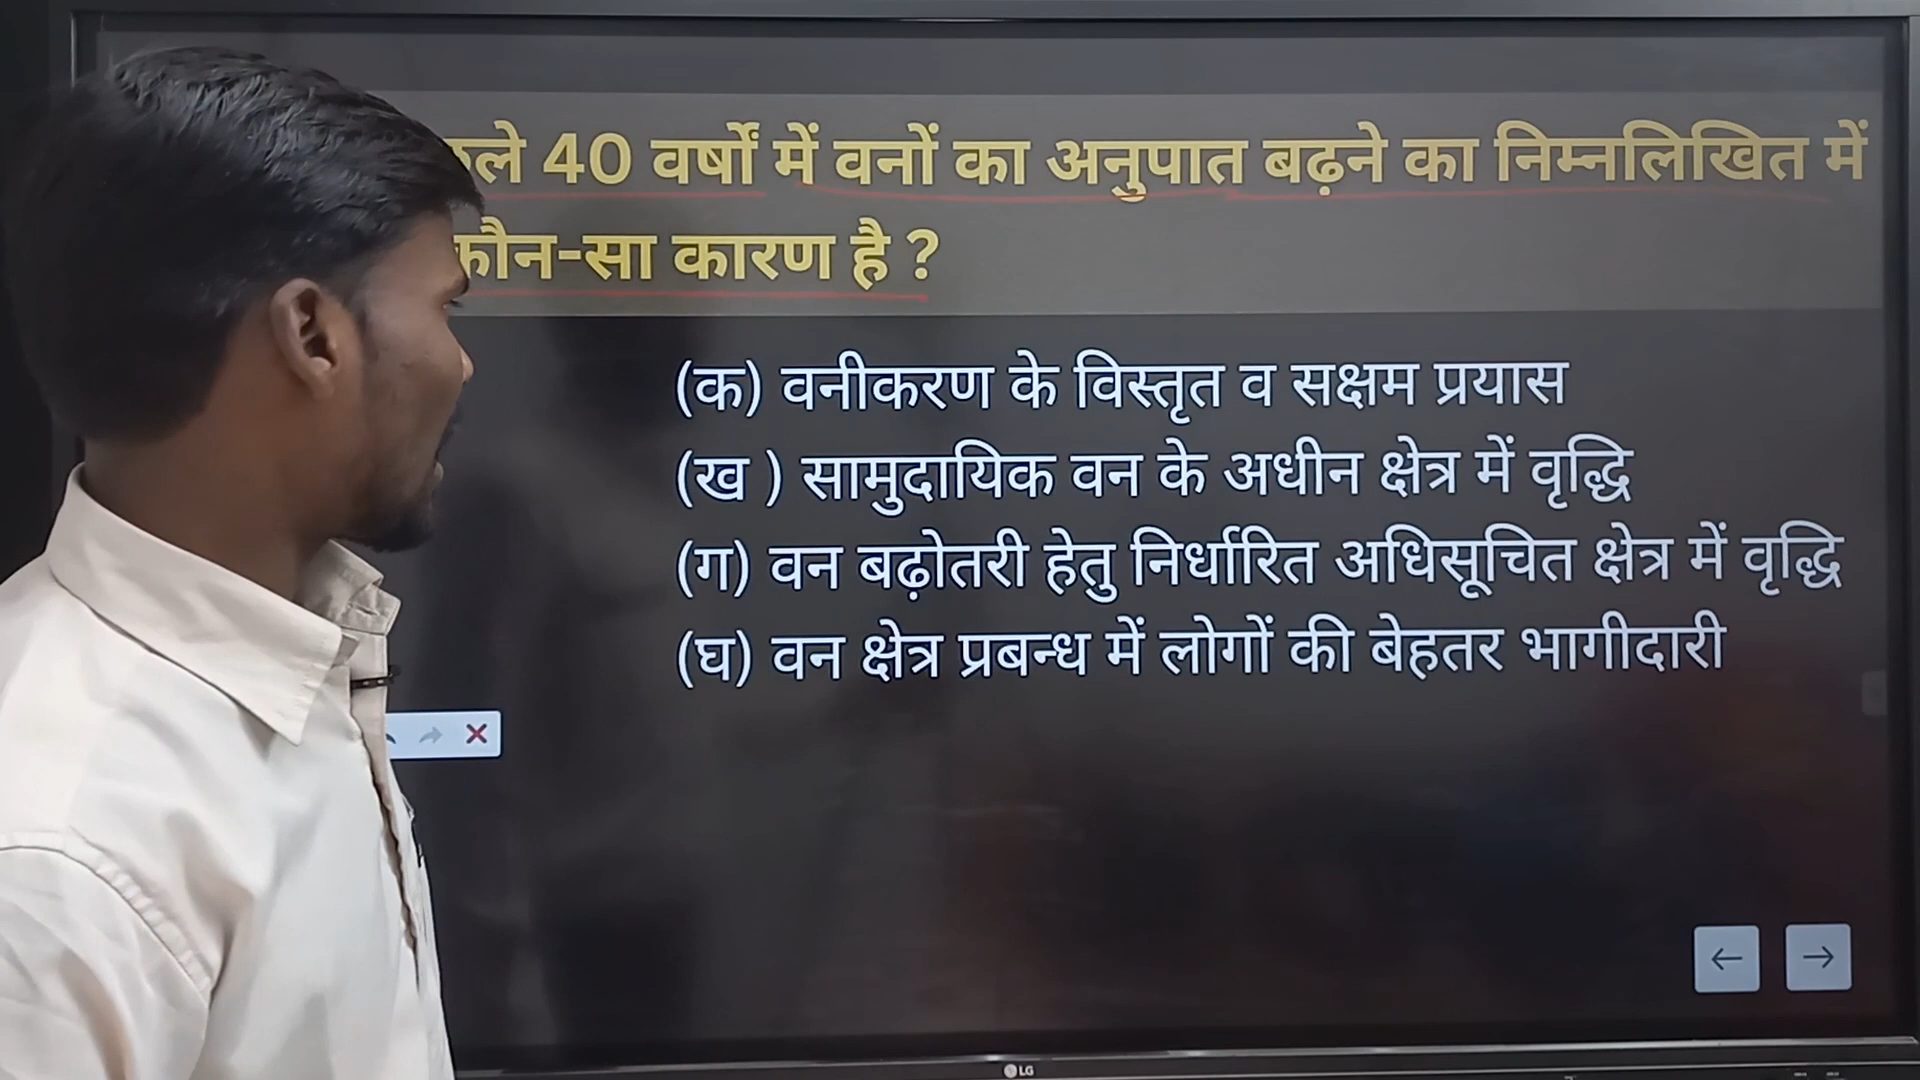 40 वर्षों में वनों का अनुपात बढ़ने का निम्नलिखित में
कौन-सा कारण है ?
(क) वनीकरण के विस्तृत व सक्षम प्रयास
(ख ) सामुदायिक वन के अधीन क्षेत्र में वृद्धि
(ग) वन बढ़ोतरी हेतु निर्धारित अधिसूचित क्षेत्र में वृद्धि
(घ) वन क्षेत्र प्रबन्ध में लोगों की बेहतर भागीदारी
LG